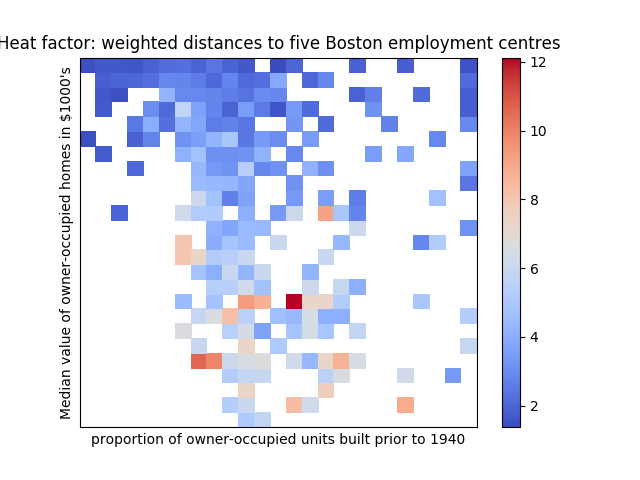 Heat factor: weighted distances to five Boston employment centres
Median value of owner-occupied homes in $1000's
proportion of owner-occupied units built prior to 1940
12
10
8
6
4
2